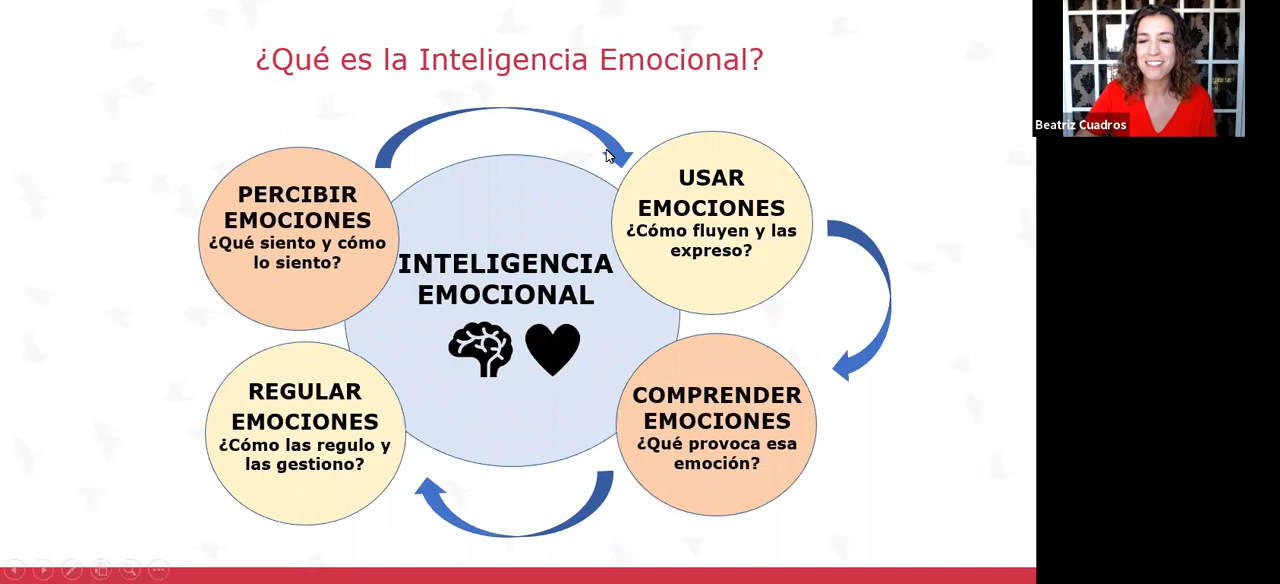 ¿Qué es la Inteligencia Emocional?
PERCIBIR
EMOCIONES
¿Qué siento y cómo
lo siento?
USAR
EMOCIONES
¿Cómo fluyen y las
expreso?
INTELIGENCIA
EMOCIONAL
REGULAR
EMOCIONES
¿Cómo las regulo y
las gestiono?
COMPRENDER
EMOCIONES
¿Qué provoca esa
emoción?
Beatriz Cuadros